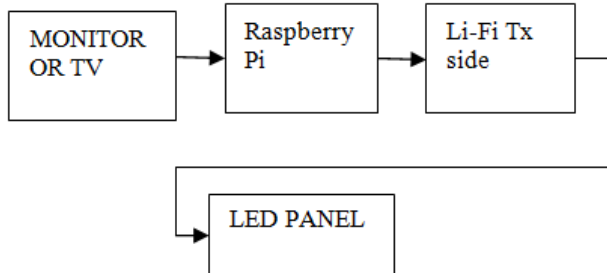 MONITOR
OR TV
Raspberry
Pi
Li-Fi Tx
side
LED PANEL